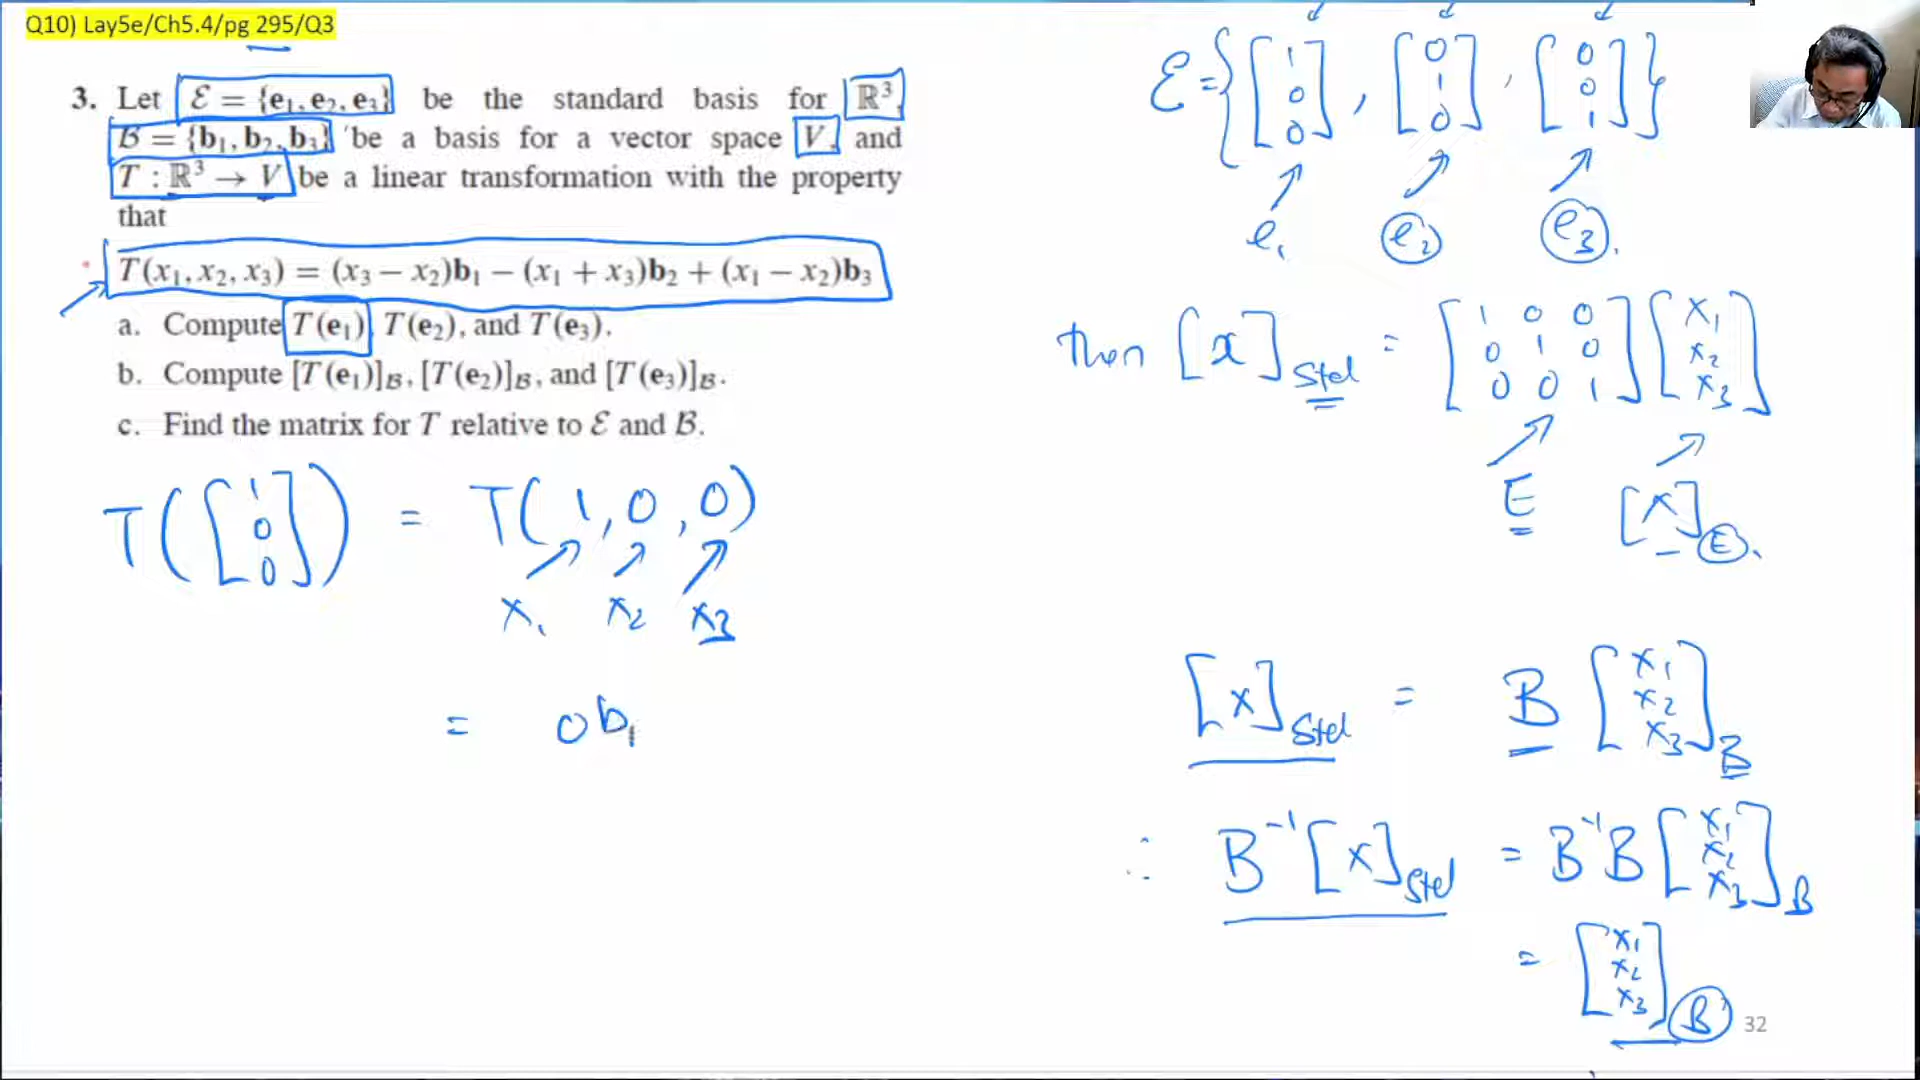 Q10) Lay5e/Ch5.4/pg 295/Q3
3. Let ℰ = {e₁, e₂, e₃} be the standard basis for ℝ³,
ℬ = {b₁, b₂, b₃} be a basis for a vector space V, and
T : ℝ³ → V be a linear transformation with the property
that
T(x₁, x₂, x₃) = (x₃ − x₂)b₁ − (x₁ + x₃)b₂ + (x₁ − x₂)b₃
a. Compute T(e₁), T(e₂), and T(e₃).
b. Compute [T(e₁)]ℬ, [T(e₂)]ℬ, and [T(e₃)]ℬ.
c. Find the matrix for T relative to ℰ and ℬ.
T([1 0 0]) = T(1, 0, 0)
x₁ x₂ x₃
= 0b₁
ℰ = {[1 0 0], [0 1 0], [0 0 1]}
e₁ e₂ e₃.
then [x]Std = [1 0 0
0 1 0
0 0 1] [x₁ x₂ x₃]
E [x]E.
[x]Std = B [x₁ x₂ x₃]B
∴ B⁻¹[x]Std = B⁻¹B [x₁ x₂ x₃]B
= [x₁ x₂ x₃]B
32